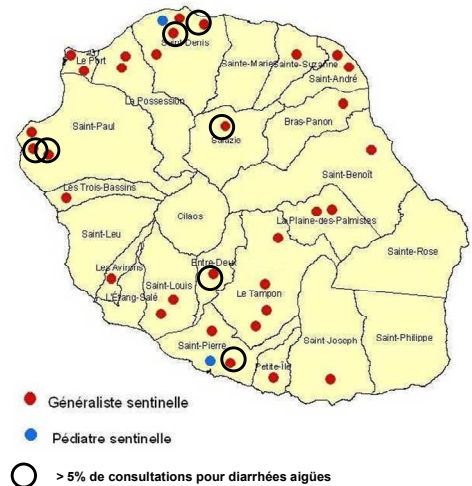 Saint-Denis
Le Port
Sainte-Marie
Sainte-Suzanne
Saint-André
La Possession
Saint-Paul
Bras-Panon
Salazie
Saint-Benoît
Les Trois-Bassins
Cilaos
La Plaine-des-Palmistes
Saint-Leu
Sainte-Rose
Entre-Deux
Les Avirons
Saint-Louis
L'Etang-Salé
Le Tampon
Saint-Pierre
Saint Joseph
Saint-Philippe
Petite-Ile
Généraliste sentinelle
Pédiatre sentinelle
> 5% de consultations pour diarrhées aigües